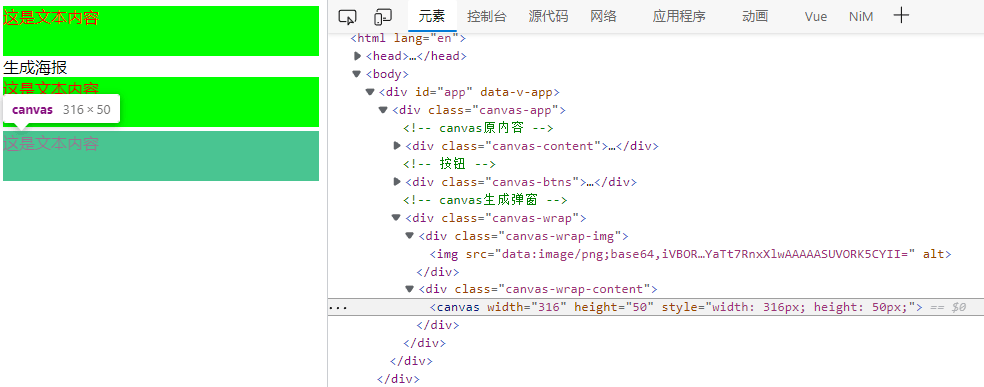 这是文本内容
生成海报
这是文本内容
canvas 316 × 50
这是文本内容
元素 控制台 源代码 网络 应用程序 动画 Vue NiM
<html lang="en">
<head>…</head>
<body>
<div id="app" data-v-app>
<div class="canvas-app">
<!-- canvas原内容 -->
<div class="canvas-content">…</div>
<!-- 按钮 -->
<div class="canvas-btns">…</div>
<!-- canvas生成弹窗 -->
<div class="canvas-wrap">
<div class="canvas-wrap-img">
<img src="data:image/png;base64,iVBOR…YaTt7RnxXlwAAAAASUVORK5CYII=" alt>
</div>
<div class="canvas-wrap-content">
… <canvas width="316" height="50" style="width: 316px; height: 50px;"> == $0
</div>
</div>
</div>
</div>